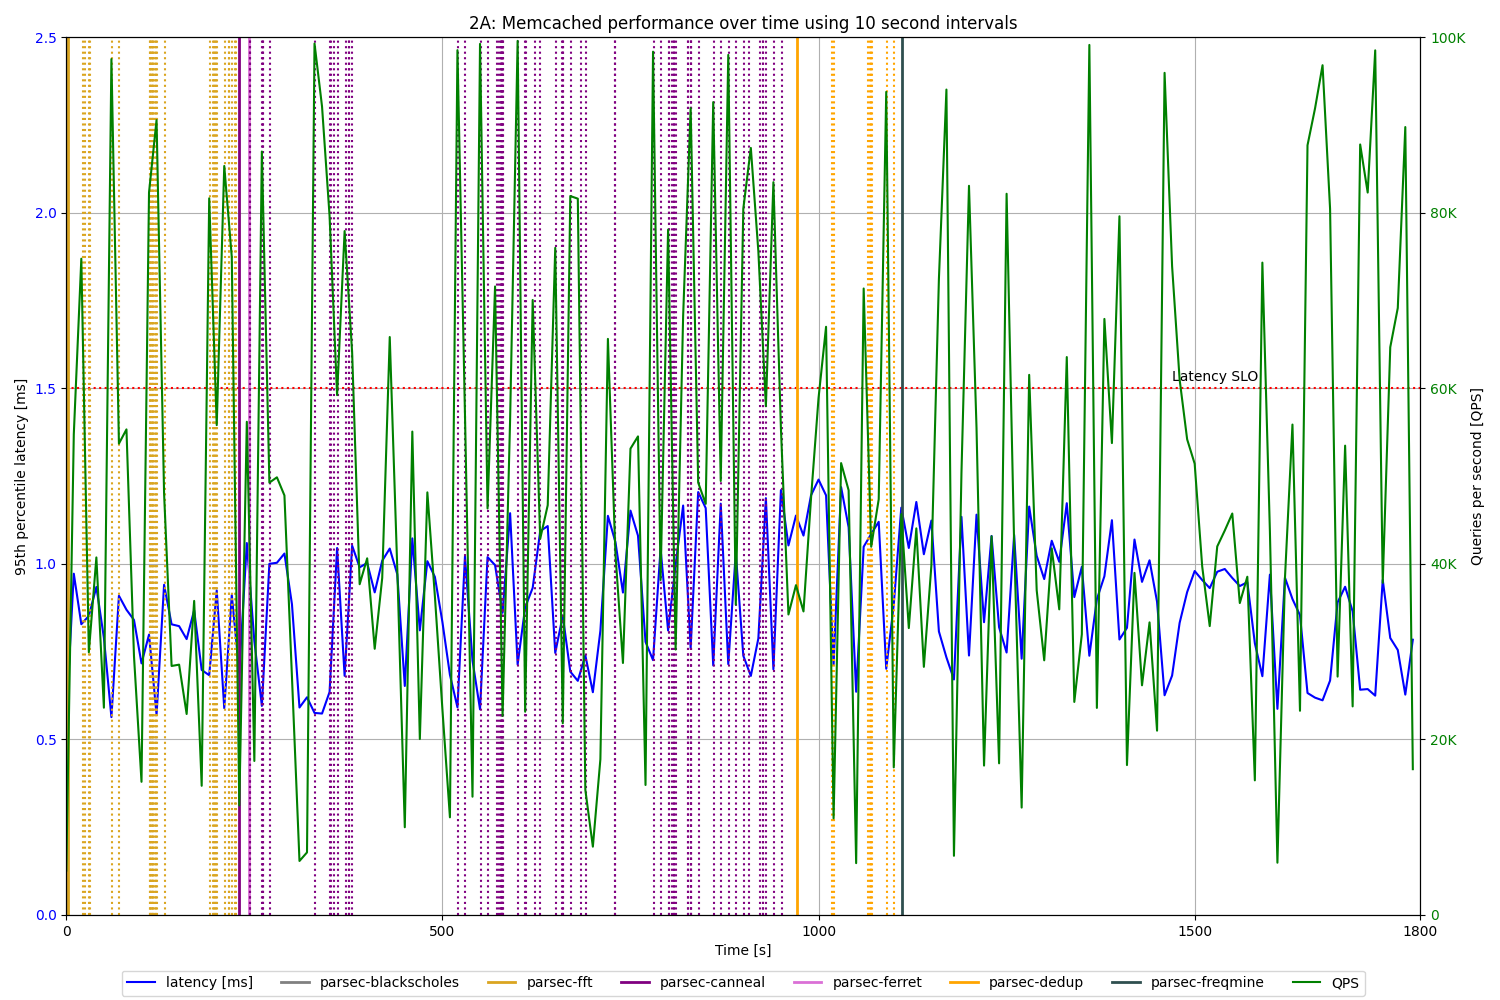 2A: Memcached performance over time using 10 second intervals
2.5
2.0
1.5
1.0
0.5
0.0
95th percentile latency [ms]
100K
80K
60K
40K
20K
0
Queries per second [QPS]
Latency SLO
0
500
1000
1500
1800
Time [s]
latency [ms] parsec-blackscholes parsec-fft parsec-canneal parsec-ferret parsec-dedup parsec-freqmine QPS